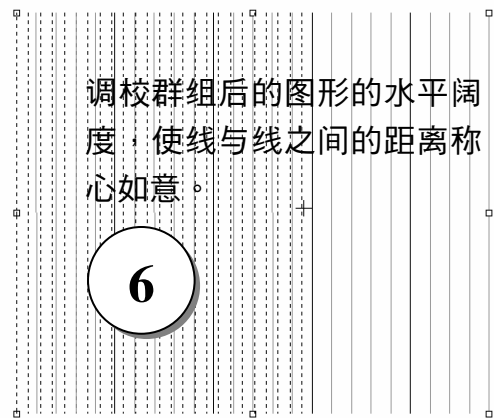 调校群组后的图形的水平阔
度，使线与线之间的距离称
心如意。
6